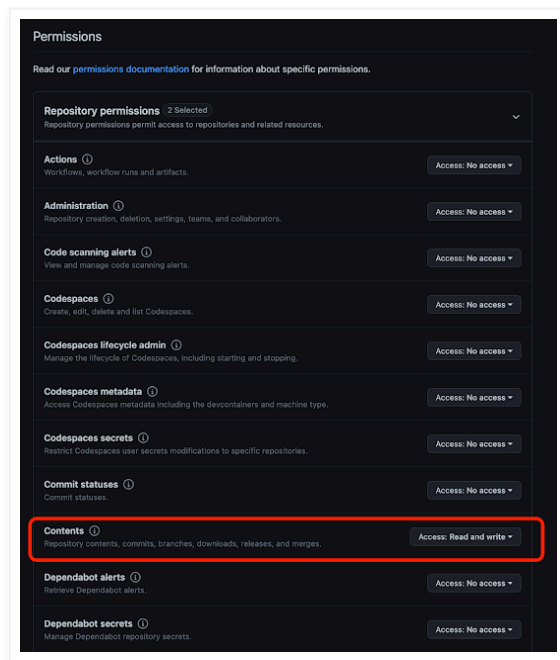 Permissions
Read our permissions documentation for information about specific permissions.
Repository permissions 2 Selected
Repository permissions permit access to repositories and related resources.
Actions
Access: No access
Workflows, workflow runs and artifacts.
Administration
Access: No access
Repository creation, deletion, settings, teams, and collaborators.
Code scanning alerts
Access: No access
View and manage code scanning alerts.
Codespaces
Access: No access
Create, edit, delete and list Codespaces.
Codespaces lifecycle admin
Access: No access
Manage the lifecycle of Codespaces, including starting and stopping.
Codespaces metadata
Access: No access
Access Codespaces metadata including the devcontainers and machine type.
Codespaces secrets
Access: No access
Restrict Codespaces user secrets modifications to specific repositories.
Commit statuses
Access: No access
Commit statuses.
Contents
Access: Read and write
Repository contents, commits, branches, downloads, releases, and merges.
Dependabot alerts
Access: No access
Retrieve Dependabot alerts.
Dependabot secrets
Access: No access
Manage Dependabot repository secrets.